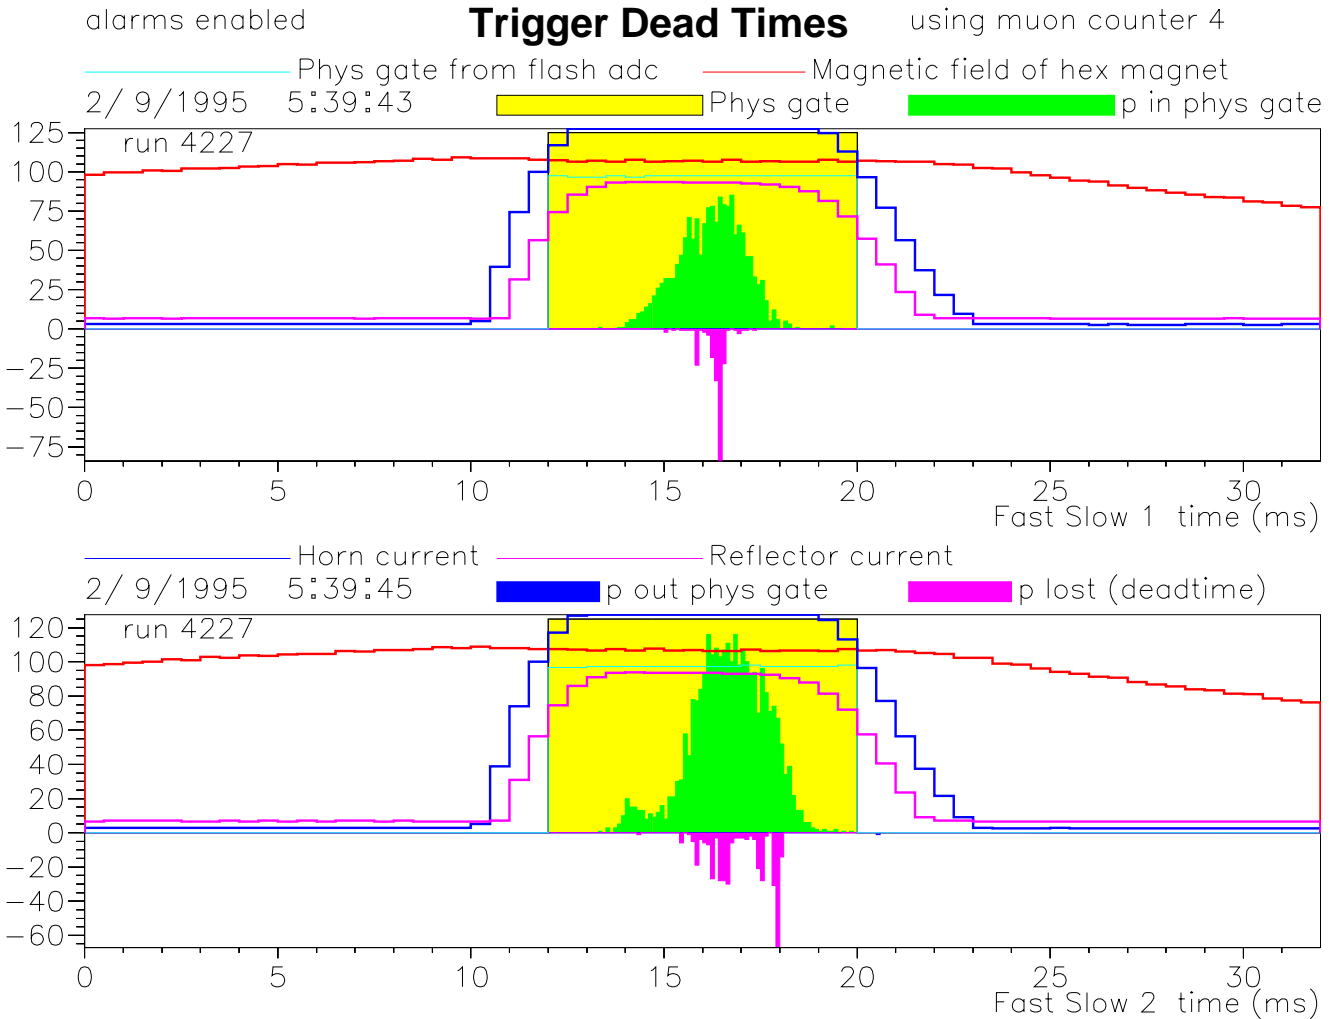 alarms enabled Trigger Dead Times using muon counter 4
Phys gate from flash adc Magnetic field of hex magnet
2/ 9/1995 5:39:43 Phys gate p in phys gate
run 4227
125
100
75
50
25
0
−25
−50
−75
0 5 10 15 20 25 30
Fast Slow 1 time (ms)
Horn current Reflector current
2/ 9/1995 5:39:45 p out phys gate p lost (deadtime)
run 4227
120
100
80
60
40
20
0
−20
−40
−60
0 5 10 15 20 25 30
Fast Slow 2 time (ms)